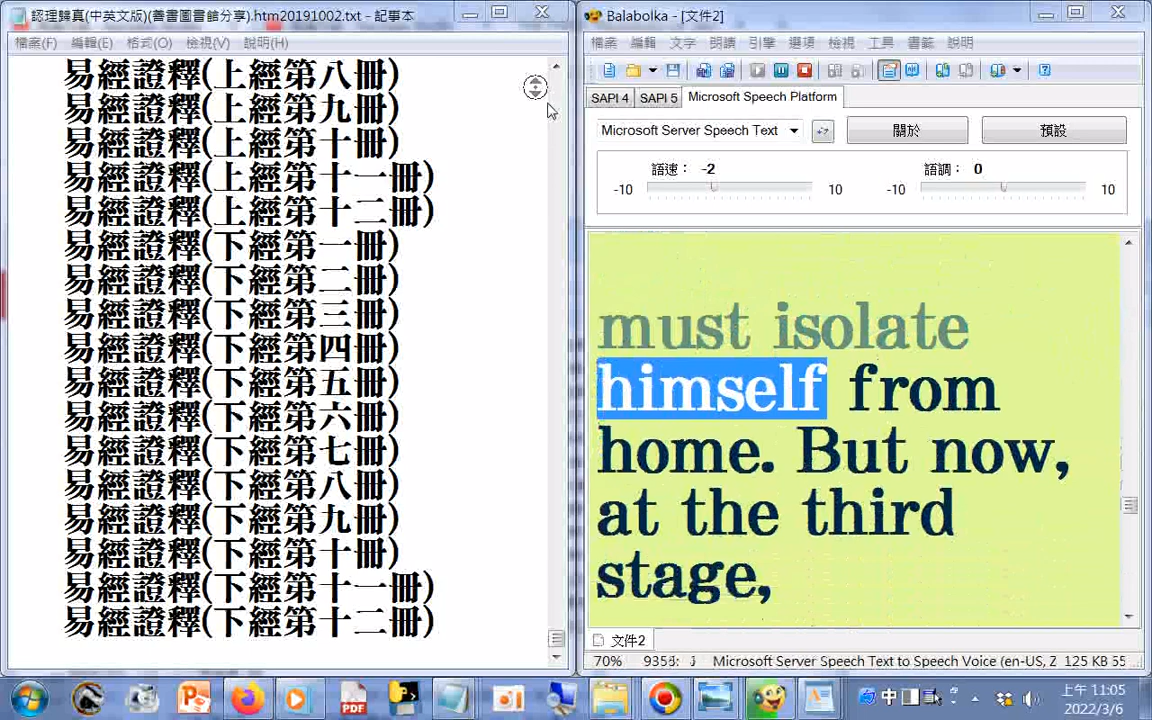 認理歸真(中英文版)(善書圖書館分享).htm20191002.txt - 記事本
檔案(F) 編輯(E) 格式(O) 檢視(V) 說明(H)
易經證釋(上經第八冊)
易經證釋(上經第九冊)
易經證釋(上經第十冊)
易經證釋(上經第十一冊)
易經證釋(上經第十二冊)
易經證釋(下經第一冊)
易經證釋(下經第二冊)
易經證釋(下經第三冊)
易經證釋(下經第四冊)
易經證釋(下經第五冊)
易經證釋(下經第六冊)
易經證釋(下經第七冊)
易經證釋(下經第八冊)
易經證釋(下經第九冊)
易經證釋(下經第十冊)
易經證釋(下經第十一冊)
易經證釋(下經第十二冊)
Balabolka - [文件2]
檔案 編輯 文字 朗讀 引擎 選項 檢視 工具 書籤 說明
SAPI 4 SAPI 5 Microsoft Speech Platform
Microsoft Server Speech Text 關於 預設
語速： -2 語調： 0
-10 10 -10 10
must isolate
himself from
home. But now,
at the third
stage,
文件2
70% Microsoft Server Speech Text to Speech Voice (en-US, Z 125 KB 55
PDF 中 上午 11:05
2022/3/6